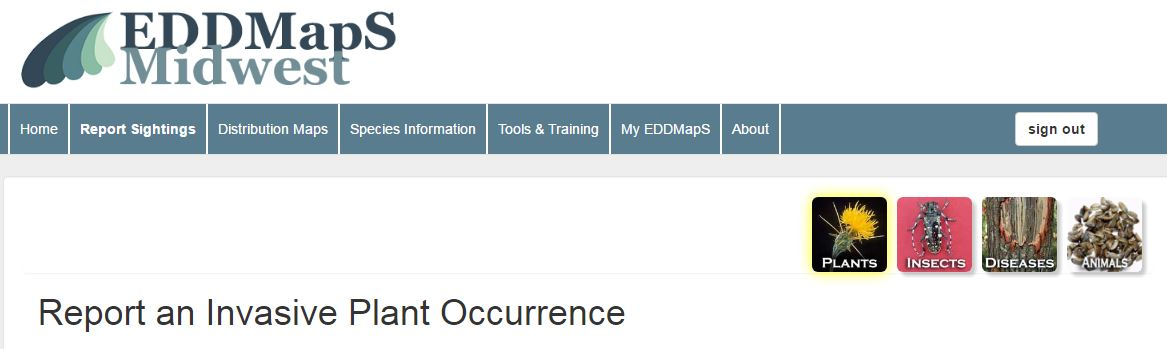 EDDMapS
Midwest
Home Report Sightings Distribution Maps Species Information Tools & Training My EDDMapS About sign out
PLANTS INSECTS DISEASES ANIMALS
Report an Invasive Plant Occurrence